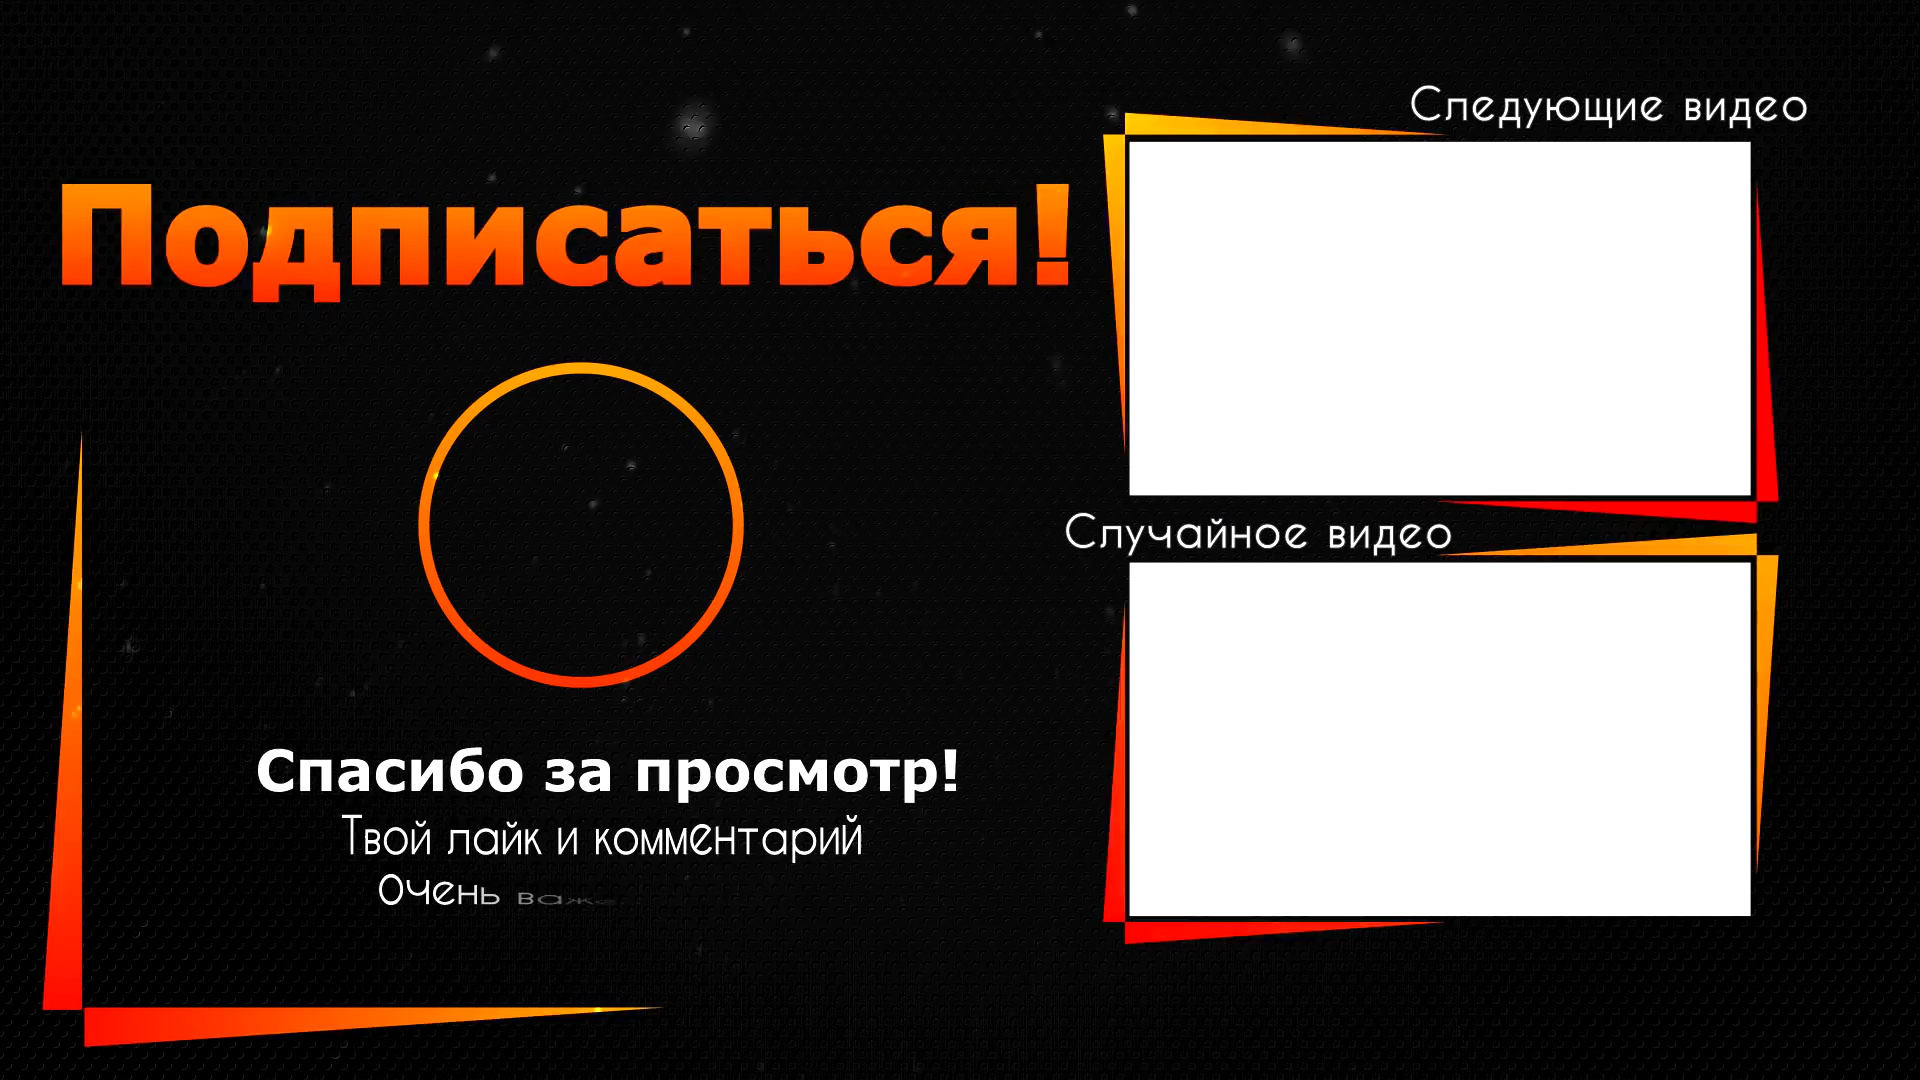 Подписаться!
Следующие видео
Случайное видео
Спасибо за просмотр!
Твой лайк и комментарий
очень